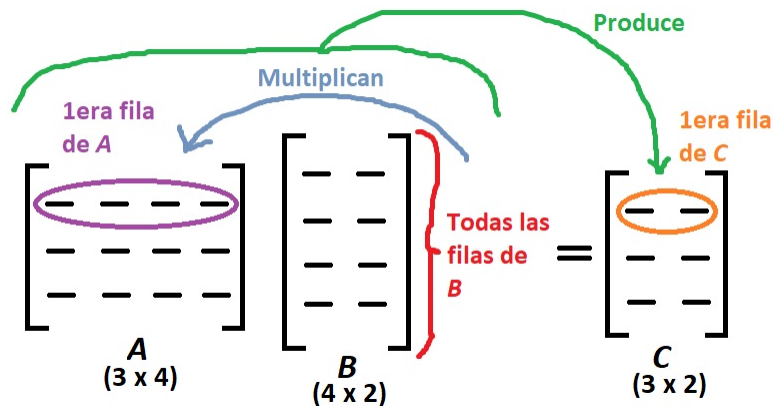 Produce
Multiplican
1era fila
de A
1era fila
de C
Todas las
filas de
B
=
A
(3 x 4)
B
(4 x 2)
C
(3 x 2)